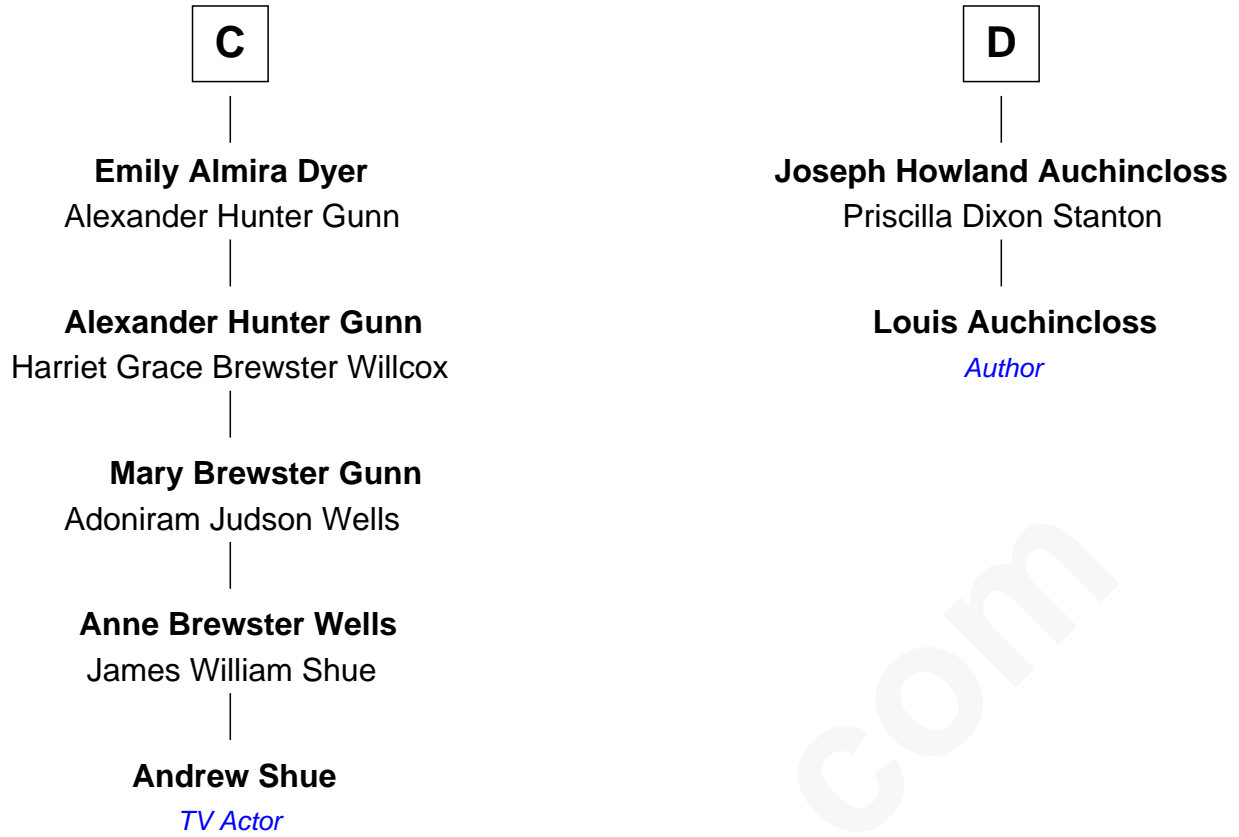 C
Emily Almira Dyer
Alexander Hunter Gunn
Alexander Hunter Gunn
Harriet Grace Brewster Willcox
Mary Brewster Gunn
Adoniram Judson Wells
Anne Brewster Wells
James William Shue
Andrew Shue
TV Actor
D
Joseph Howland Auchincloss
Priscilla Dixon Stanton
Louis Auchincloss
Author
com